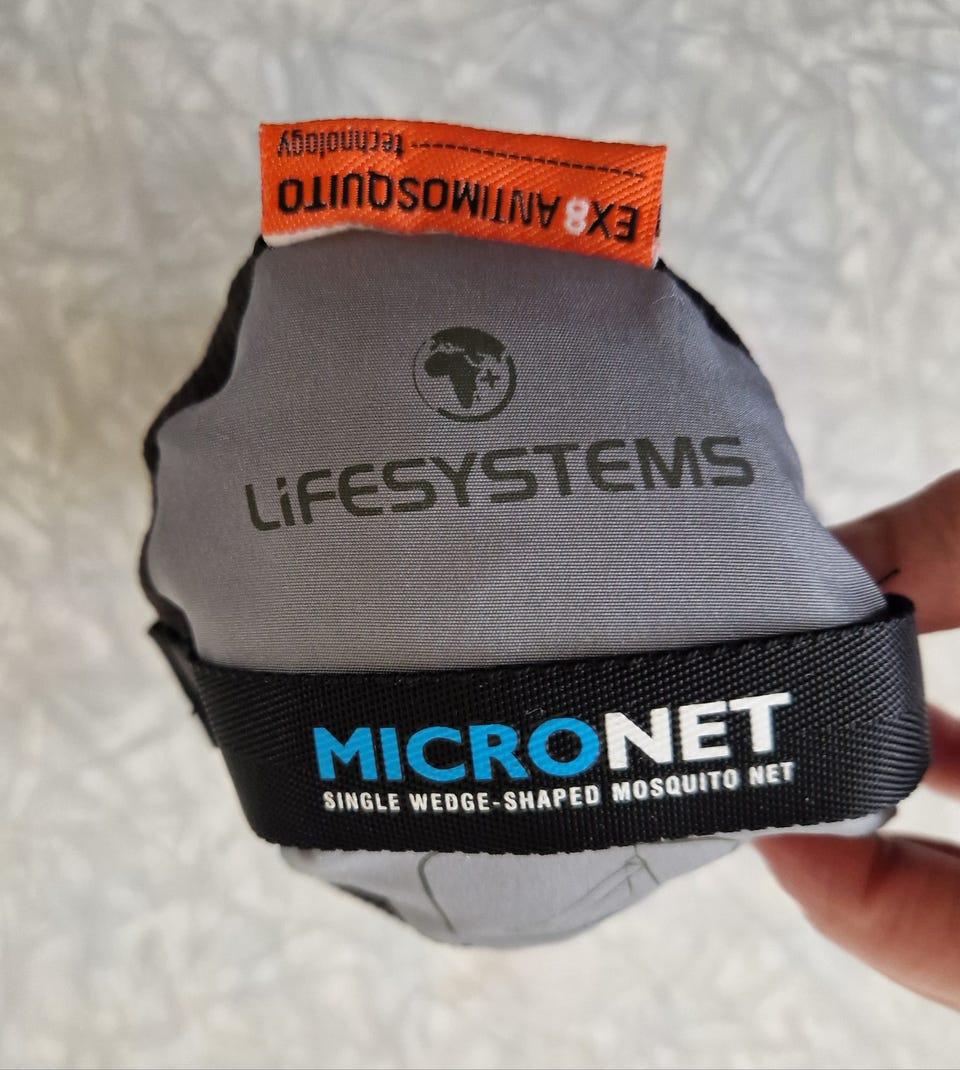 EX8 ANTIMOSQUITO
technology
LiFESYSTEMS
MICRONET
SINGLE WEDGE-SHAPED MOSQUITO NET